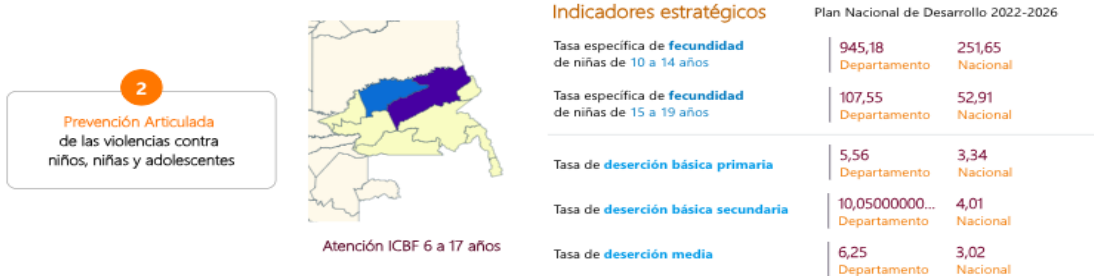 2
Prevención Articulada
de las violencias contra
niños, niñas y adolescentes
Atención ICBF 6 a 17 años
Indicadores estratégicos
Plan Nacional de Desarrollo 2022-2026
Tasa específica de fecundidad
de niñas de 10 a 14 años
945,18 251,65
Departamento Nacional
Tasa específica de fecundidad
de niñas de 15 a 19 años
107,55 52,91
Departamento Nacional
Tasa de deserción básica primaria
5,56 3,34
Departamento Nacional
Tasa de deserción básica secundaria
10,05000000... 4,01
Departamento Nacional
Tasa de deserción media
6,25 3,02
Departamento Nacional